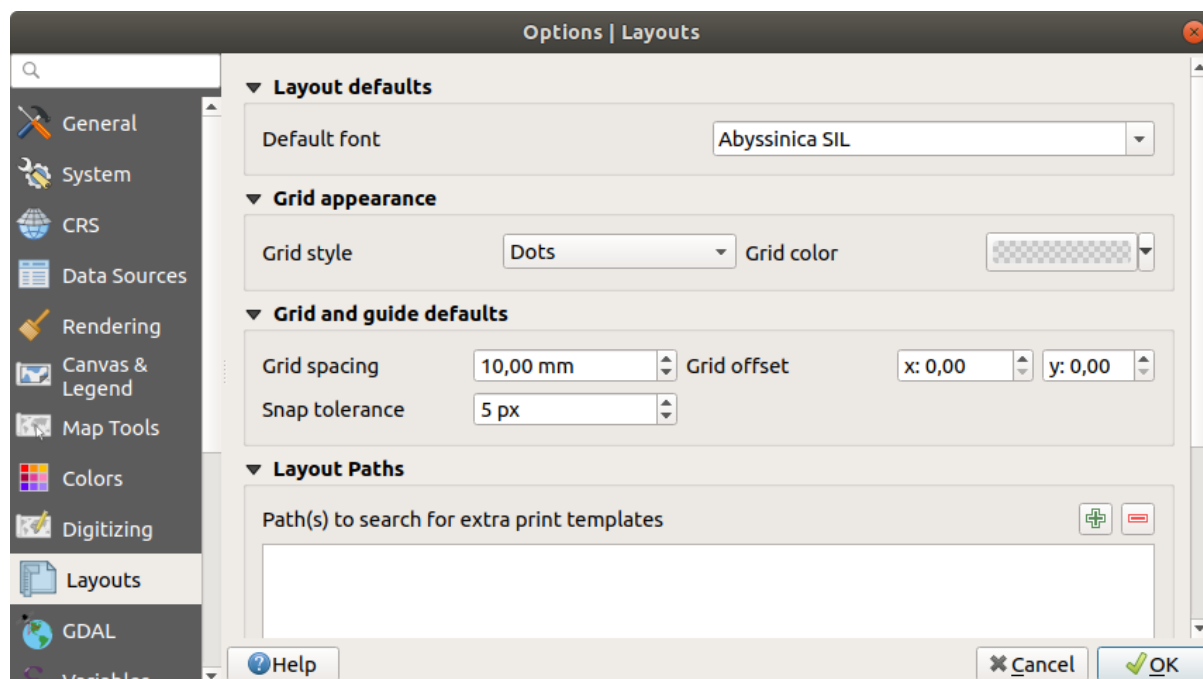 Options | Layouts
General
System
CRS
Data Sources
Rendering
Canvas &
Legend
Map Tools
Colors
Digitizing
Layouts
GDAL
Variables
Layout defaults
Default font Abyssinica SIL
Grid appearance
Grid style Dots Grid color
Grid and guide defaults
Grid spacing 10,00 mm Grid offset x: 0,00 y: 0,00
Snap tolerance 5 px
Layout Paths
Path(s) to search for extra print templates
Help Cancel OK